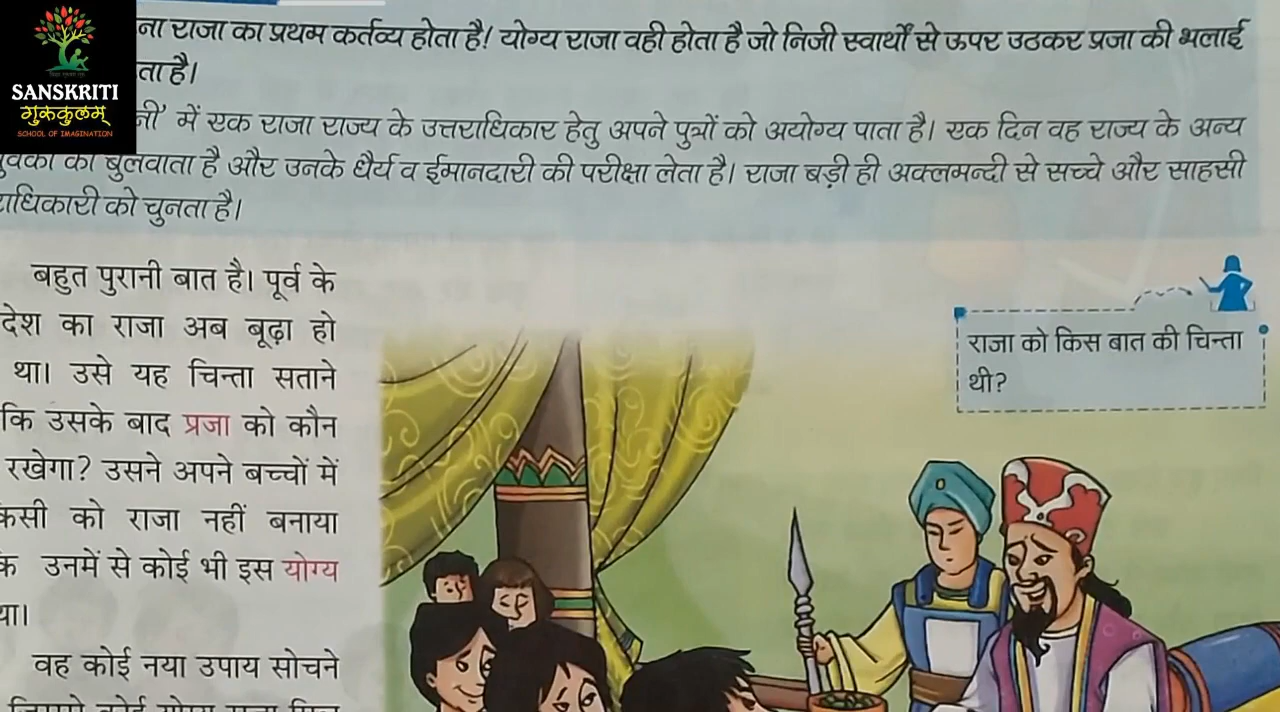 SANSKRITI
गुरुकुलम्
SCHOOL OF IMAGINATION
ना राजा का प्रथम कर्तव्य होता है! योग्य राजा वही होता है जो निजी स्वार्थों से ऊपर उठकर प्रजा की भलाई
ता है।
नी' में एक राजा राज्य के उत्तराधिकार हेतु अपने पुत्रों को अयोग्य पाता है। एक दिन वह राज्य के अन्य
को बुलवाता है और उनके धैर्य व ईमानदारी की परीक्षा लेता है। राजा बड़ी ही अक्लमन्दी से सच्चे और साहसी
राधिकारी को चुनता है।
बहुत पुरानी बात है। पूर्व के
देश का राजा अब बूढ़ा हो
था। उसे यह चिन्ता सताने
कि उसके बाद प्रजा को कौन
रखेगा? उसने अपने बच्चों में
किसी को राजा नहीं बनाया
उनमें से कोई भी इस योग्य
था।
वह कोई नया उपाय सोचने
राजा को किस बात की चिन्ता
थी?